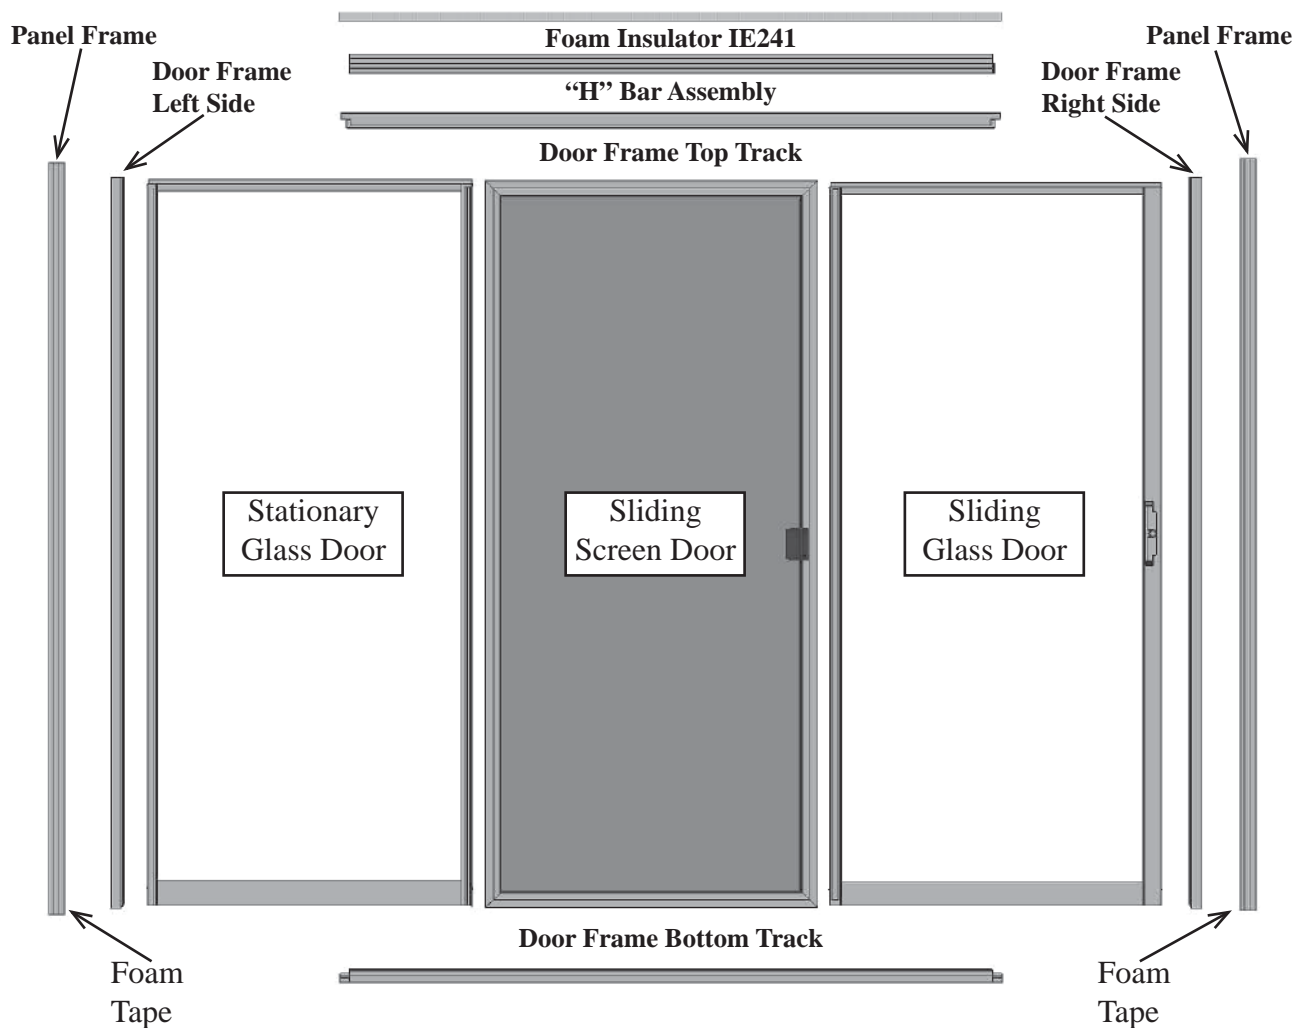 Panel Frame
Door Frame
Left Side
Foam Insulator IE241
“H” Bar Assembly
Door Frame Top Track
Door Frame
Right Side
Panel Frame
Stationary
Glass Door
Sliding
Screen Door
Sliding
Glass Door
Door Frame Bottom Track
Foam
Tape
Foam
Tape